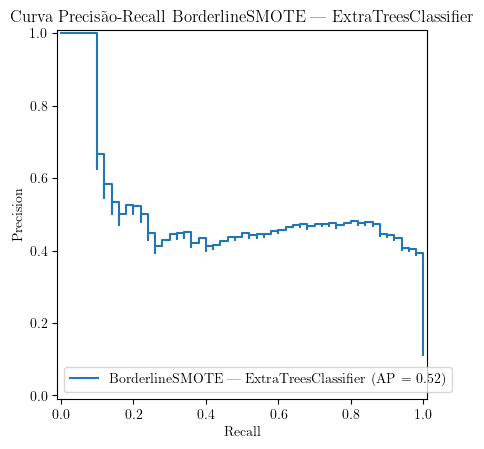 Curva Precisão-Recall BorderlineSMOTE — ExtraTreesClassifier
1.0
0.8
0.6
0.4
0.2
0.0
Precision
BorderlineSMOTE — ExtraTreesClassifier (AP = 0.52)
0.0 0.2 0.4 0.6 0.8 1.0
Recall